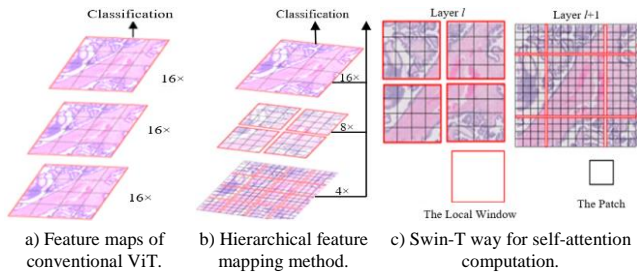 Classification
16×
16×
16×
Classification
16×
8×
4×
Layer l
Layer l+1
The Local Window
The Patch
a) Feature maps of
conventional ViT.
b) Hierarchical feature
mapping method.
c) Swin-T way for self-attention
computation.